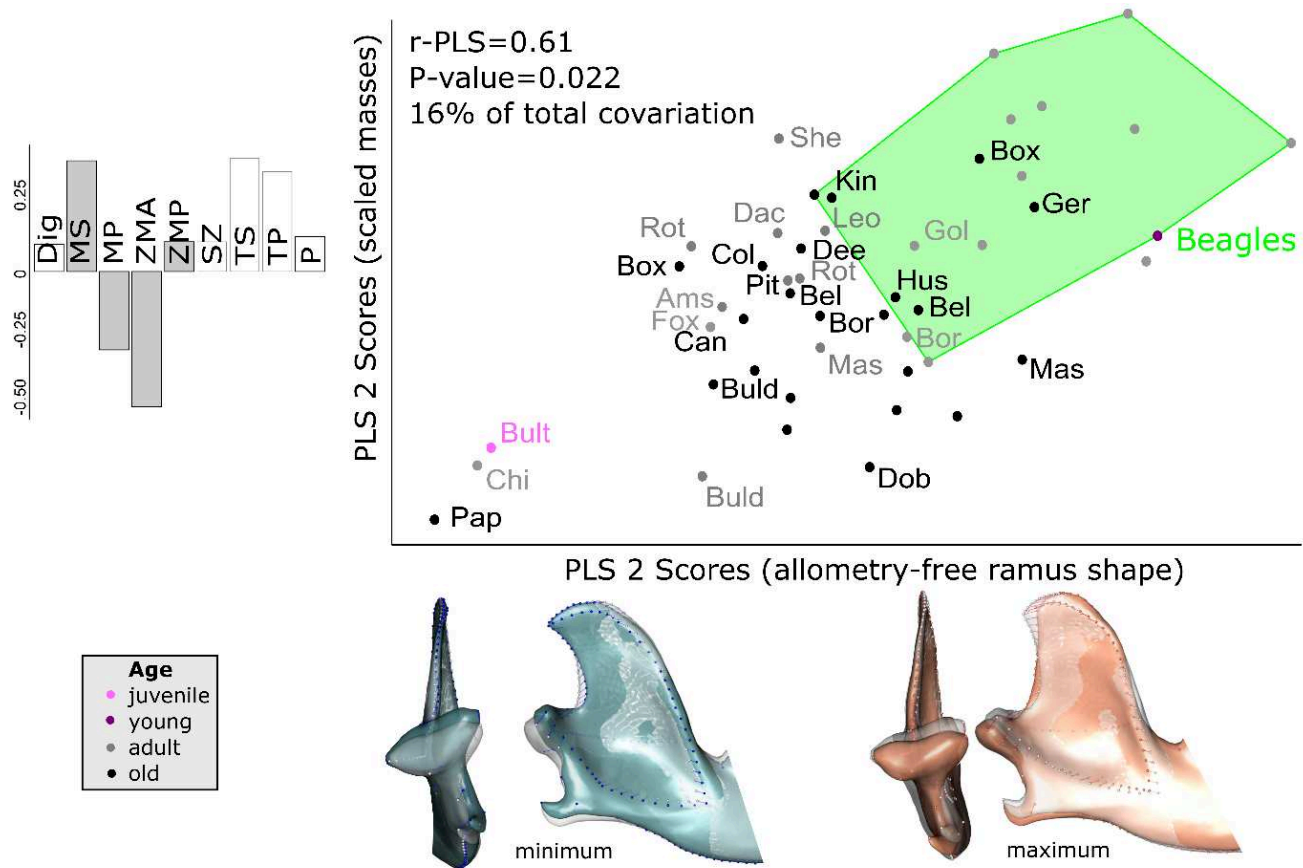 r-PLS=0.61
P-value=0.022
16% of total covariation
PLS 2 Scores (scaled masses)
0.25
0
-0.25
-0.50
Dig
MS
MP
ZMA
ZMP
SZ
TS
TP
P
She
Box
Kin
Ger
Dac
Leo
Rot
Gol
Beagles
Dee
Box
Col
Rot
Pit
Hus
Bel
Bel
Ams
Fox
Bor
Bor
Can
Mas
Mas
Buld
Bult
Chi
Buld
Dob
Pap
PLS 2 Scores (allometry-free ramus shape)
Age
juvenile
young
adult
old
minimum
maximum